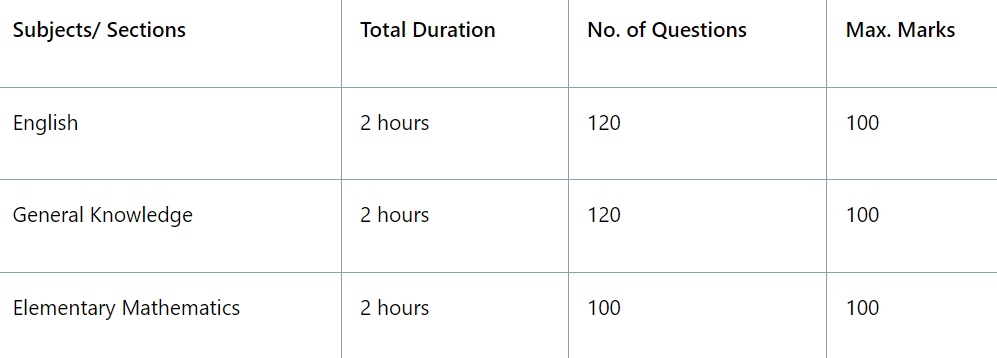 Subjects/ Sections Total Duration No. of Questions Max. Marks
English 2 hours 120 100
General Knowledge 2 hours 120 100
Elementary Mathematics 2 hours 100 100